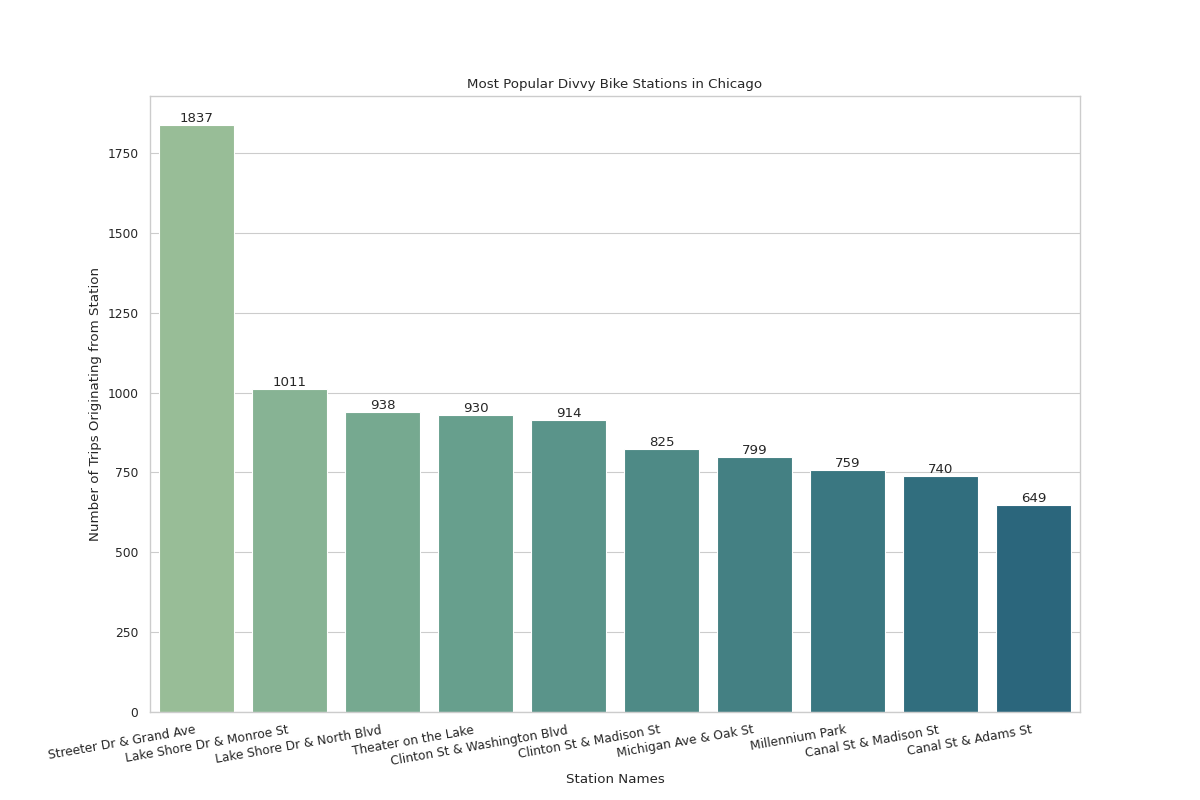 Most Popular Divvy Bike Stations in Chicago
Number of Trips Originating from Station
1750
1500
1250
1000
750
500
250
0
1837
1011
938
930
914
825
799
759
740
649
Streeter Dr & Grand Ave
Lake Shore Dr & Monroe St
Lake Shore Dr & North Blvd
Theater on the Lake
Clinton St & Washington Blvd
Clinton St & Madison St
Michigan Ave & Oak St
Millennium Park
Canal St & Madison St
Canal St & Adams St
Station Names